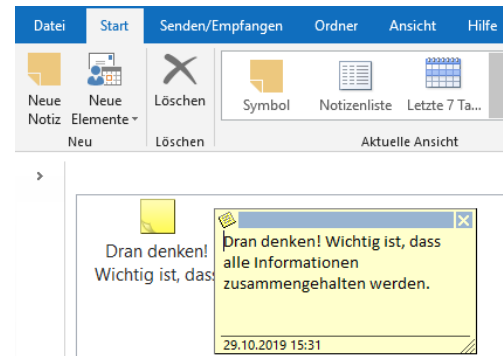 Datei Start Senden/Empfangen Ordner Ansicht Hilfe
Neue Notiz
Neue Elemente
Löschen
Symbol
Notizenliste
Letzte 7 Ta...
Neu
Löschen
Aktuelle Ansicht
Dran denken!
Wichtig ist, dass
Dran denken! Wichtig ist, dass
alle Informationen
zusammengehalten werden.
29.10.2019 15:31